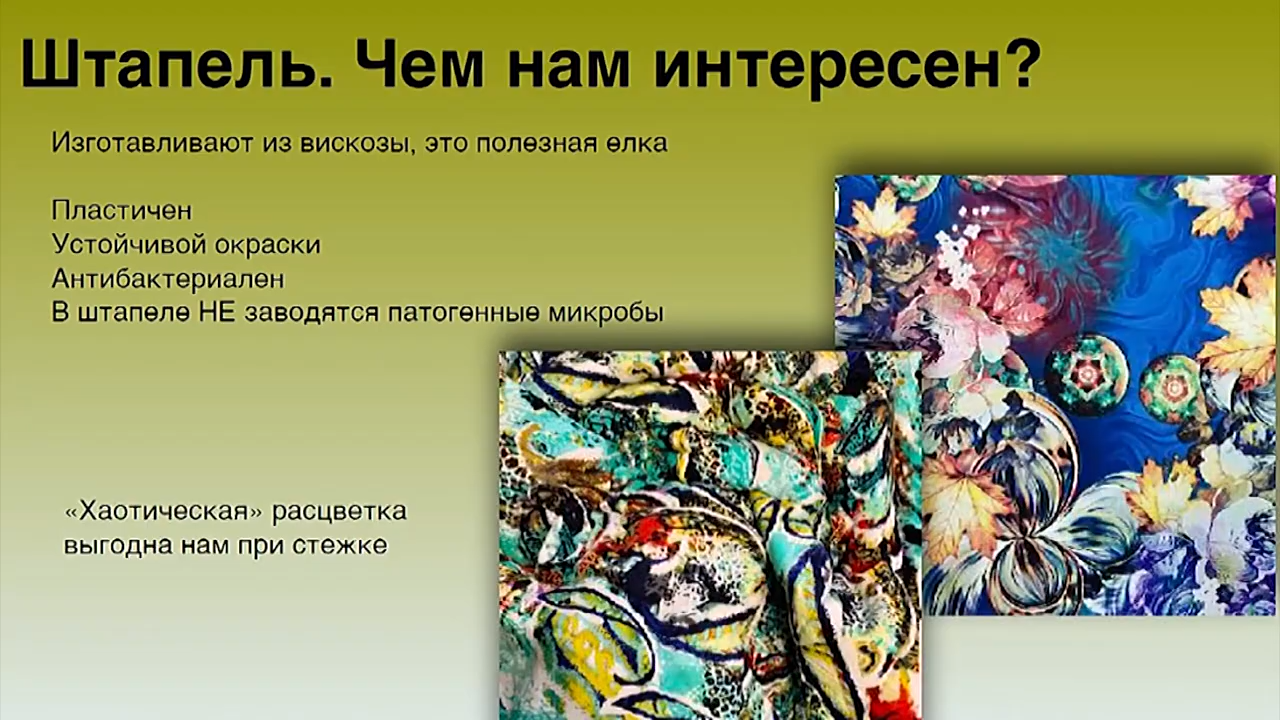 Штапель. Чем нам интересен?
Изготавливают из вискозы, это полезная елка
Пластичен
Устойчивой окраски
Антибактериален
В штапеле НЕ заводятся патогенные микробы
«Хаотическая» расцветка
выгодна нам при стежке